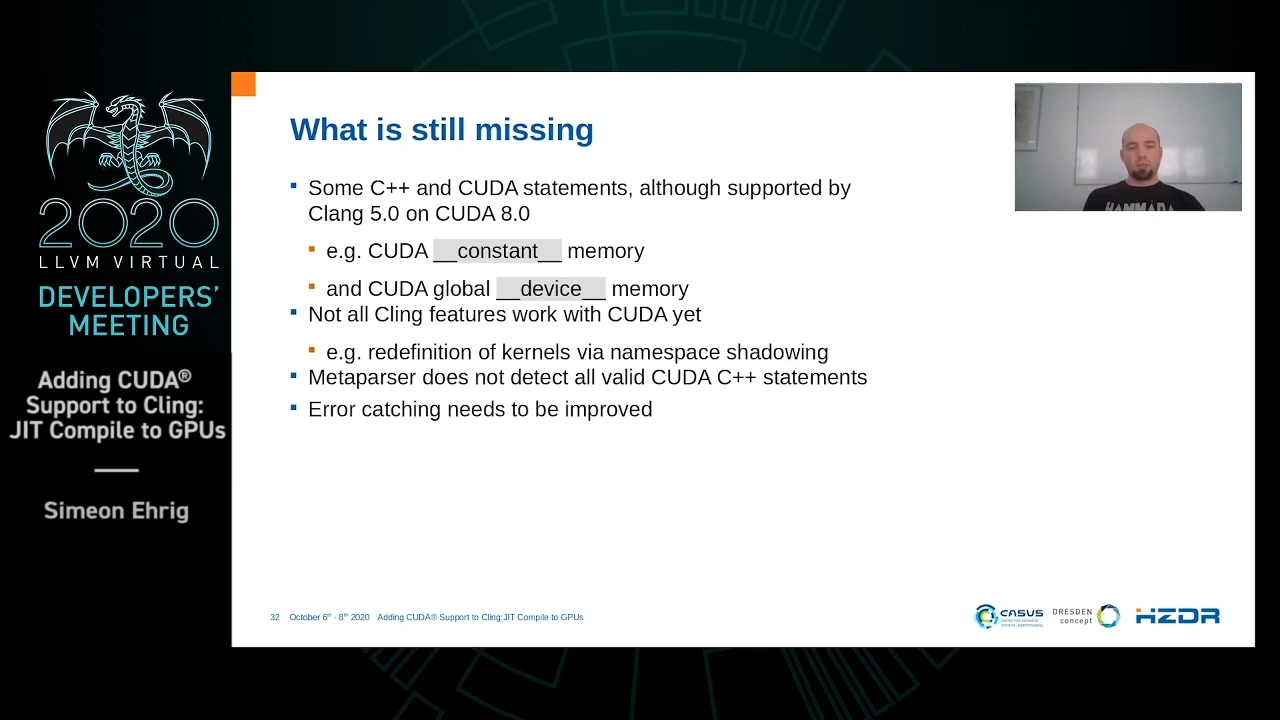 2020
LLVM VIRTUAL
DEVELOPERS'
MEETING
Adding CUDA®
Support to Cling:
JIT Compile to GPUs
Simeon Ehrig
What is still missing
Some C++ and CUDA statements, although supported by
Clang 5.0 on CUDA 8.0
e.g. CUDA __constant__ memory
and CUDA global __device__ memory
Not all Cling features work with CUDA yet
e.g. redefinition of kernels via namespace shadowing
Metaparser does not detect all valid CUDA C++ statements
Error catching needs to be improved
32 October 6th - 8th 2020 Adding CUDA® Support to Cling:JIT Compile to GPUs
CASUS
DRESDEN
concept
HZDR